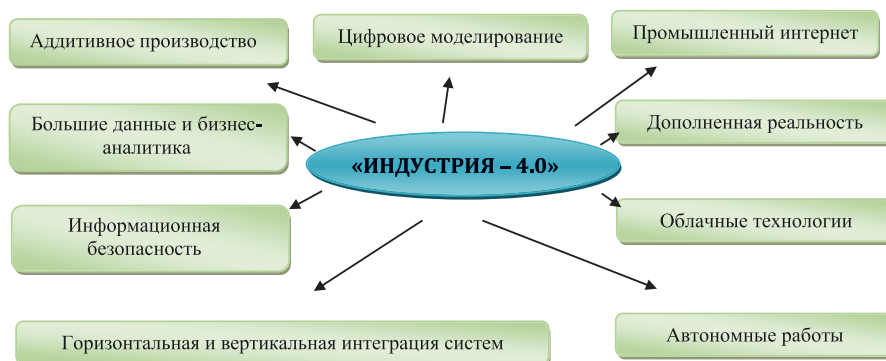 Аддитивное производство
Цифровое моделирование
Промышленный интернет
Большие данные и бизнес-
аналитика
Дополненная реальность
«ИНДУСТРИЯ – 4.0»
Информационная
безопасность
Облачные технологии
Горизонтальная и вертикальная интеграция систем
Автономные работы